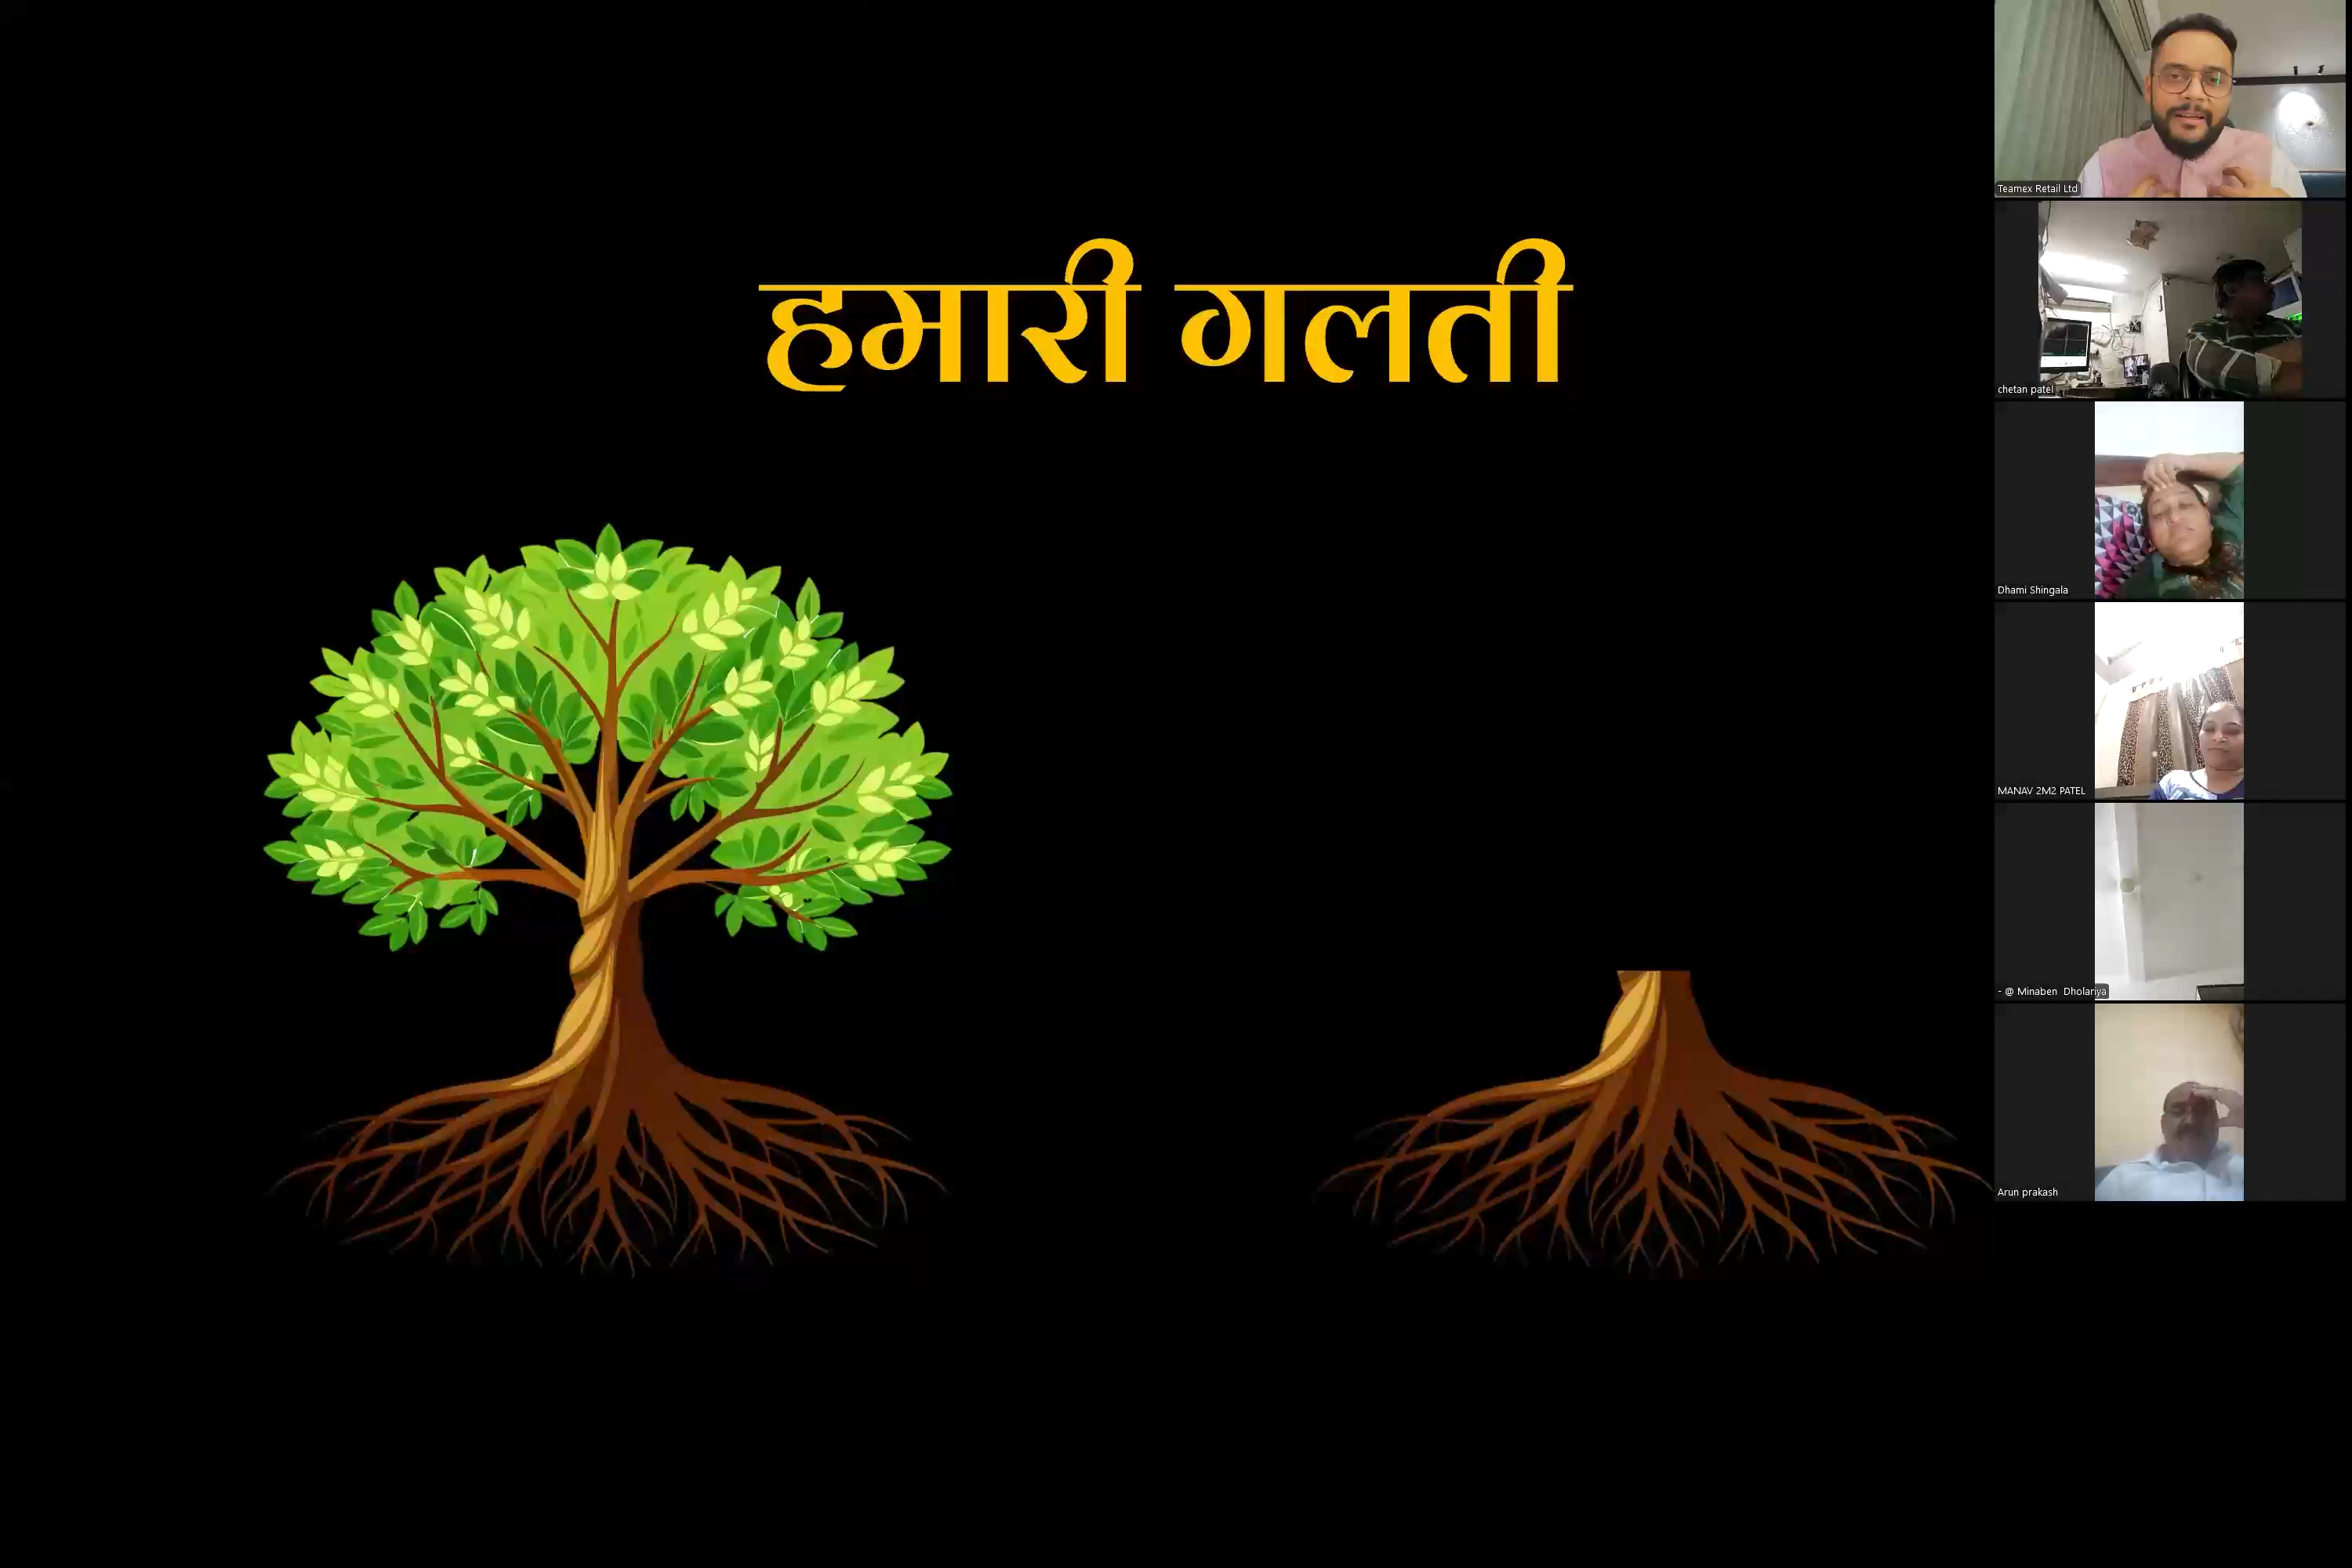 हमारी गलती
Teamex Retail Ltd
chetan patel
Dhami Shingala
MANAV 2M2 PATEL
- @ Minaben Dholariya
Arun prakash